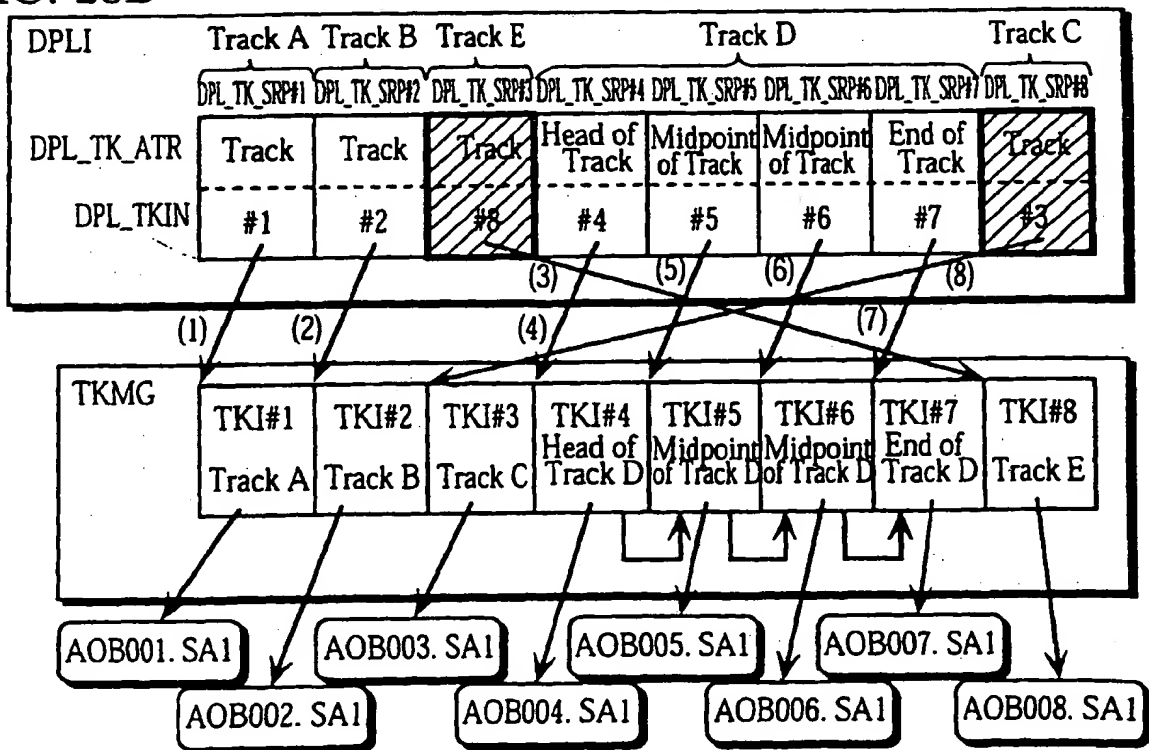 DPLI
Track A Track B Track E Track D Track C
DPL_TK_SRP#1 DPL_TK_SRP#2 DPL_TK_SRP#3 DPL_TK_SRP#4 DPL_TK_SRP#5 DPL_TK_SRP#6 DPL_TK_SRP#7 DPL_TK_SRP#8
DPL_TK_ATR
Track Track Track Head of Track Midpoint of Track Midpoint of Track End of Track Track
DPL_TKIN
#1 #2 #8 #4 #5 #6 #7 #3
(3) (5) (6) (8)
(1) (2) (4) (7)
TKMG
TKI#1 TKI#2 TKI#3 TKI#4 TKI#5 TKI#6 TKI#7 TKI#8
Track A Track B Track C Head of Track D Midpoint of Track D Midpoint of Track D End of Track D Track E
AOB001. SA1 AOB003. SA1 AOB005. SA1 AOB007. SA1
AOB002. SA1 AOB004. SA1 AOB006. SA1 AOB008. SA1